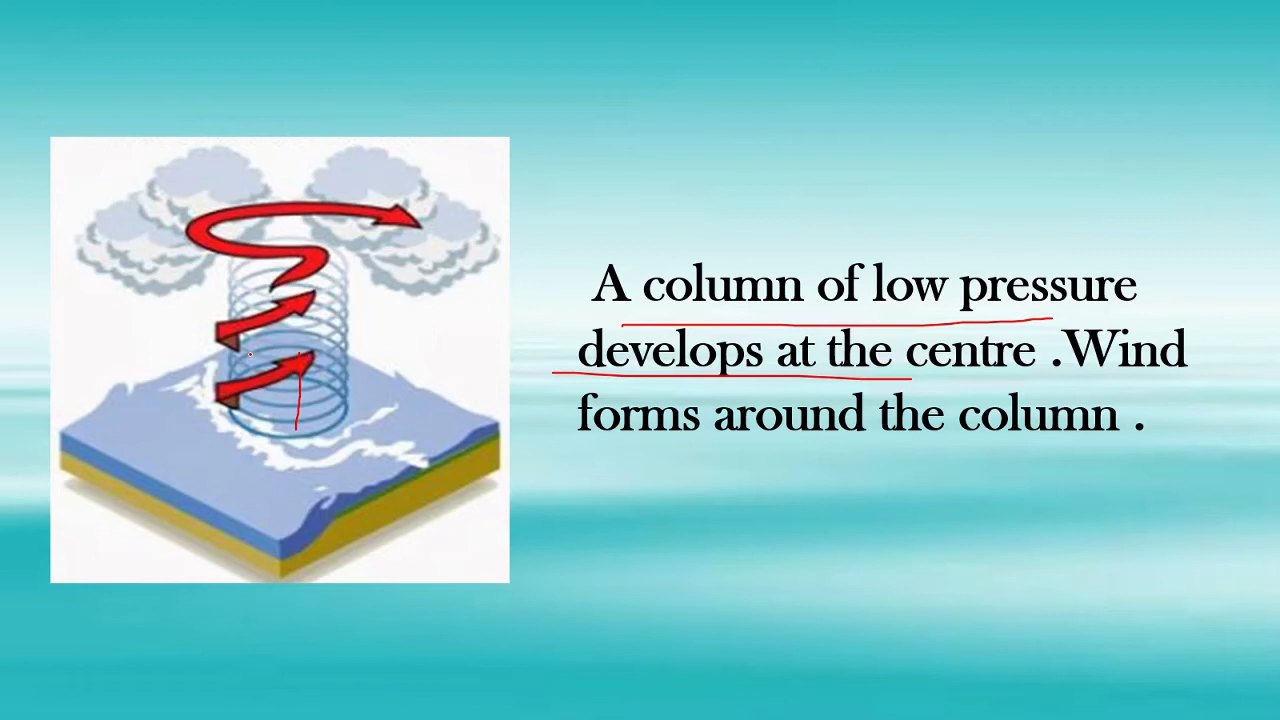 A column of low pressure
develops at the centre .Wind
forms around the column .